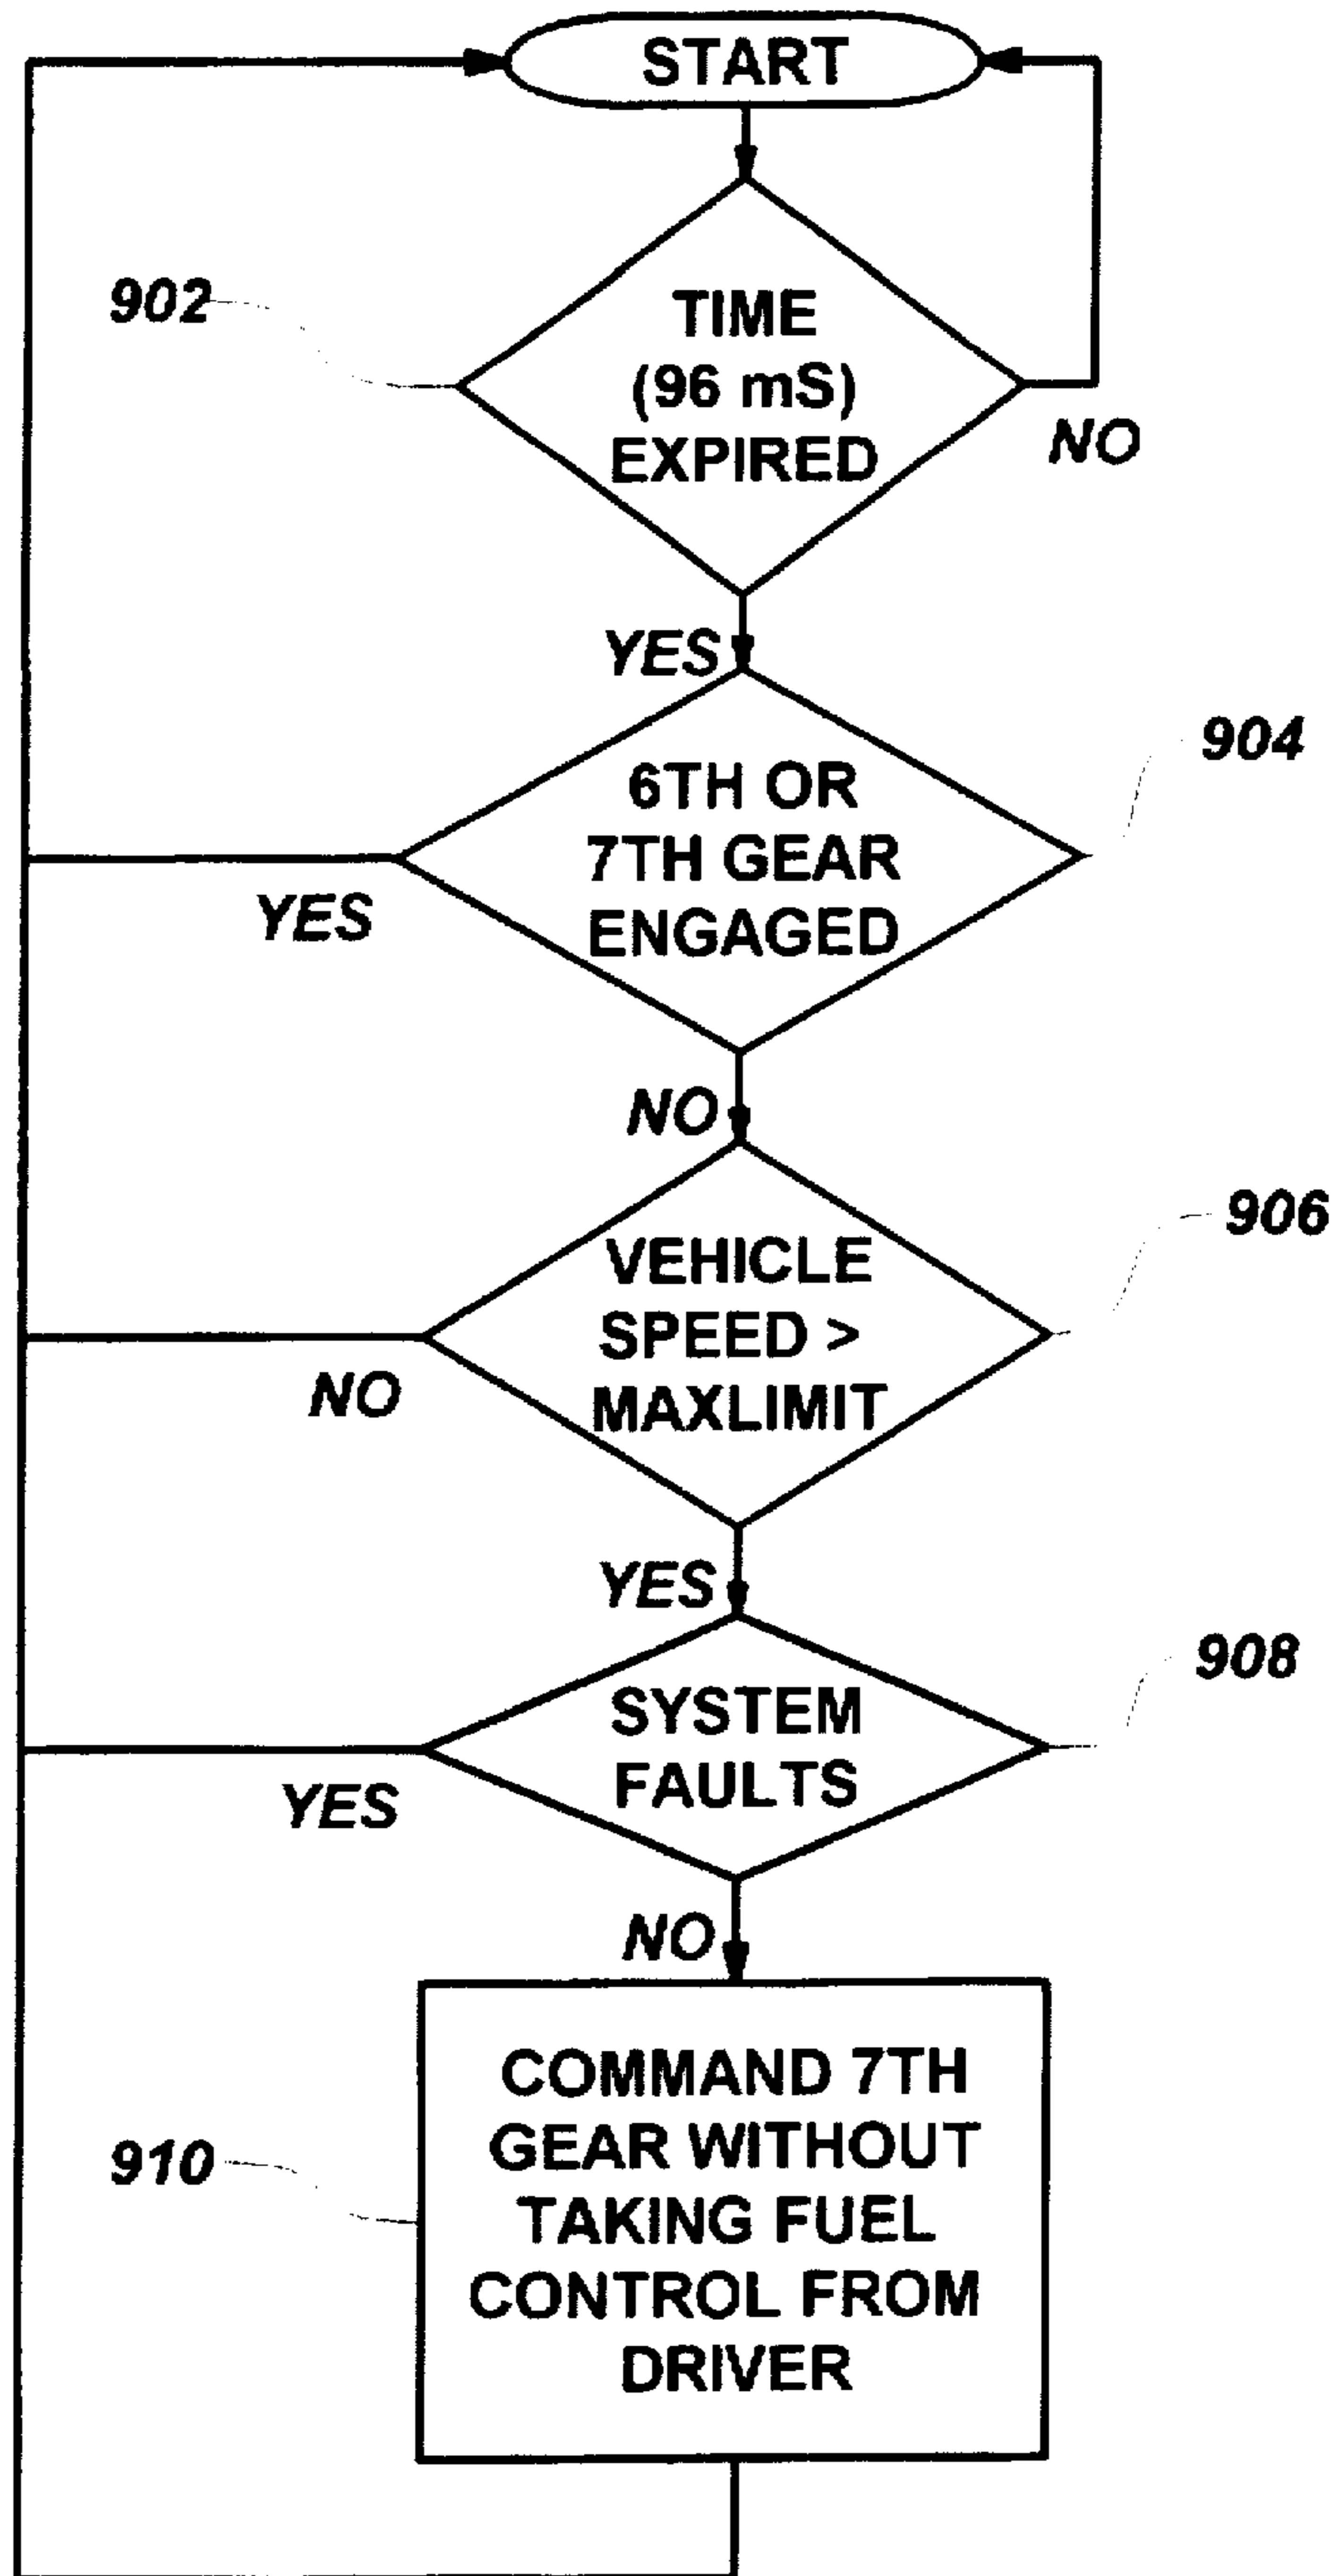 START
902
TIME
(96 mS)
EXPIRED
NO
YES
904
6TH OR
7TH GEAR
ENGAGED
YES
NO
906
VEHICLE
SPEED >
MAXLIMIT
NO
YES
908
SYSTEM
FAULTS
YES
NO
910
COMMAND 7TH
GEAR WITHOUT
TAKING FUEL
CONTROL FROM
DRIVER